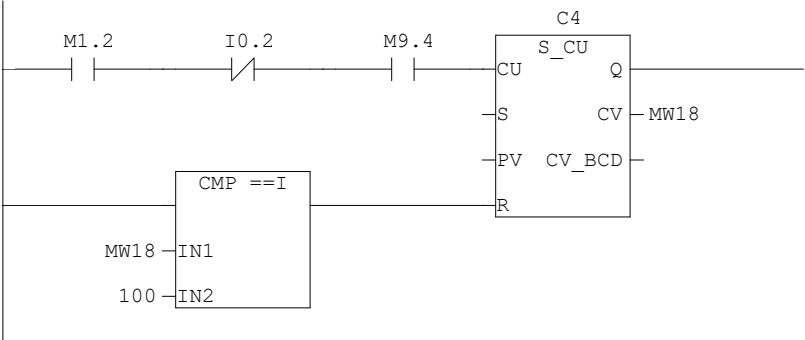 C4
M1.2 I0.2 M9.4 S_CU
CU Q
S CV MW18
PV CV_BCD
CMP ==I
R
MW18 IN1
100 IN2